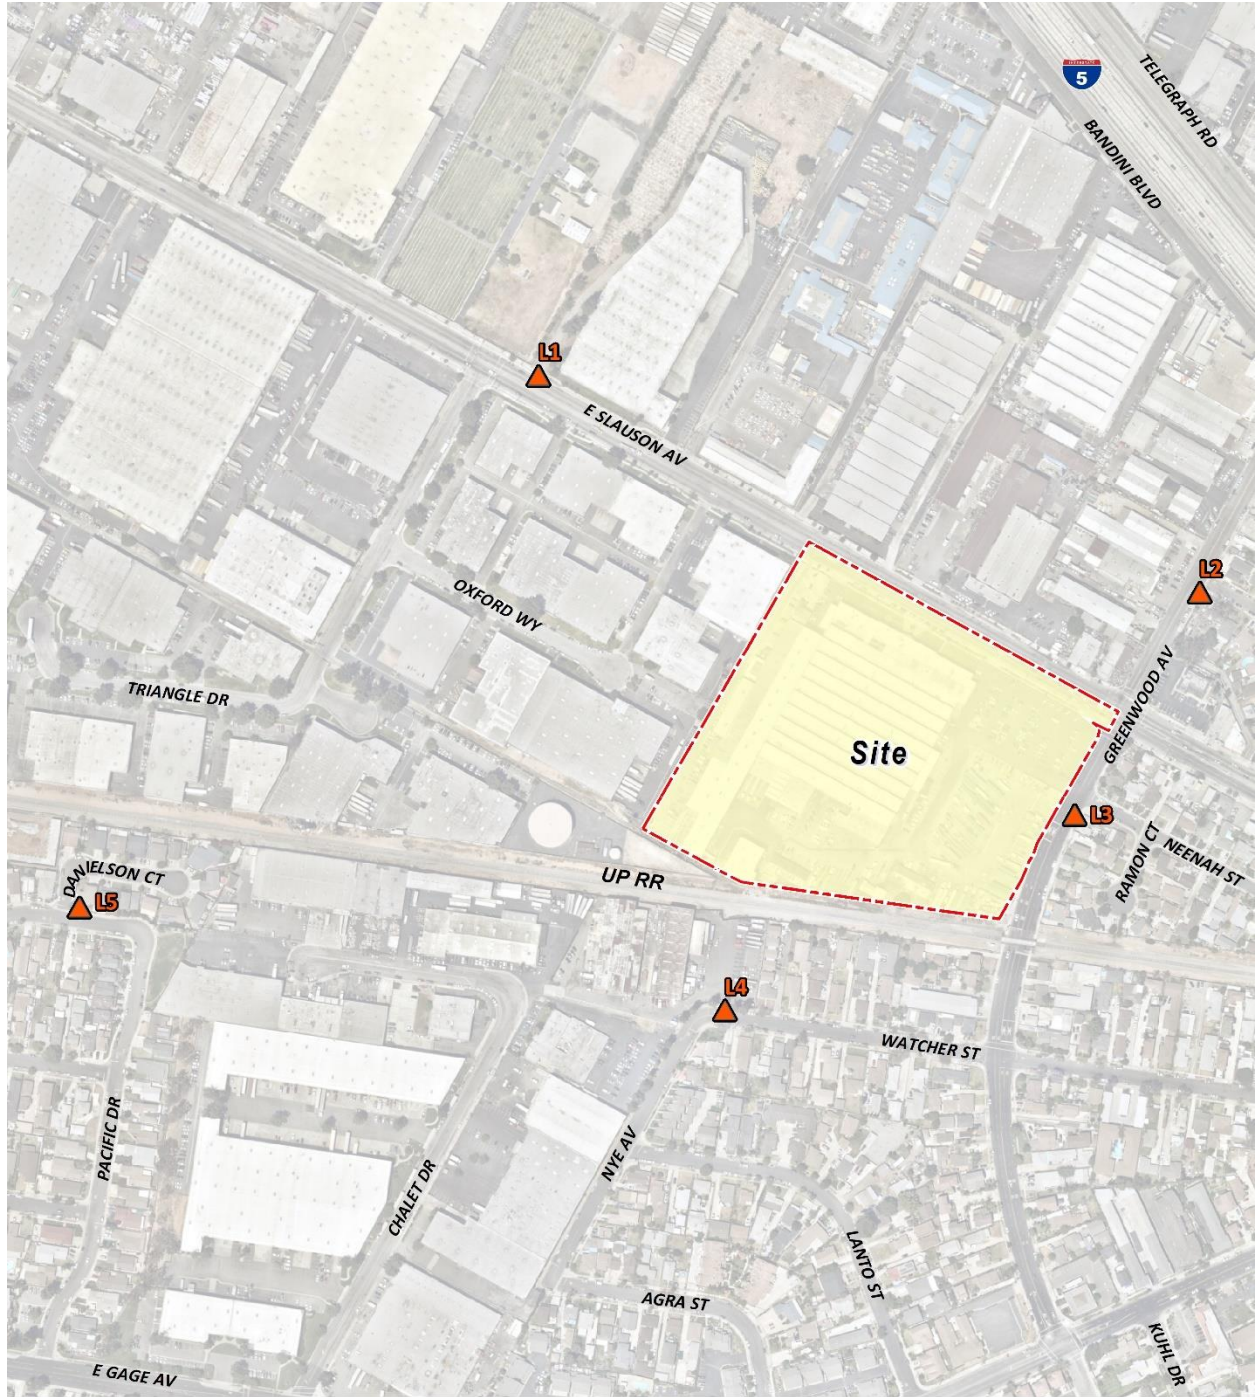 INTERSTATE
5
TELEGRAPH RD
BANDINI BLVD
L1
E SLAUSON AV
L2
OXFORD WY
GREENWOOD AV
TRIANGLE DR
Site
L3
RAMON CT
NEENAH ST
DANIELSON CT
UP RR
L5
L4
WATCHER ST
PACIFIC DR
NYE AV
CHALET DR
LANTO ST
AGRA ST
KUHL DR
E GAGE AV